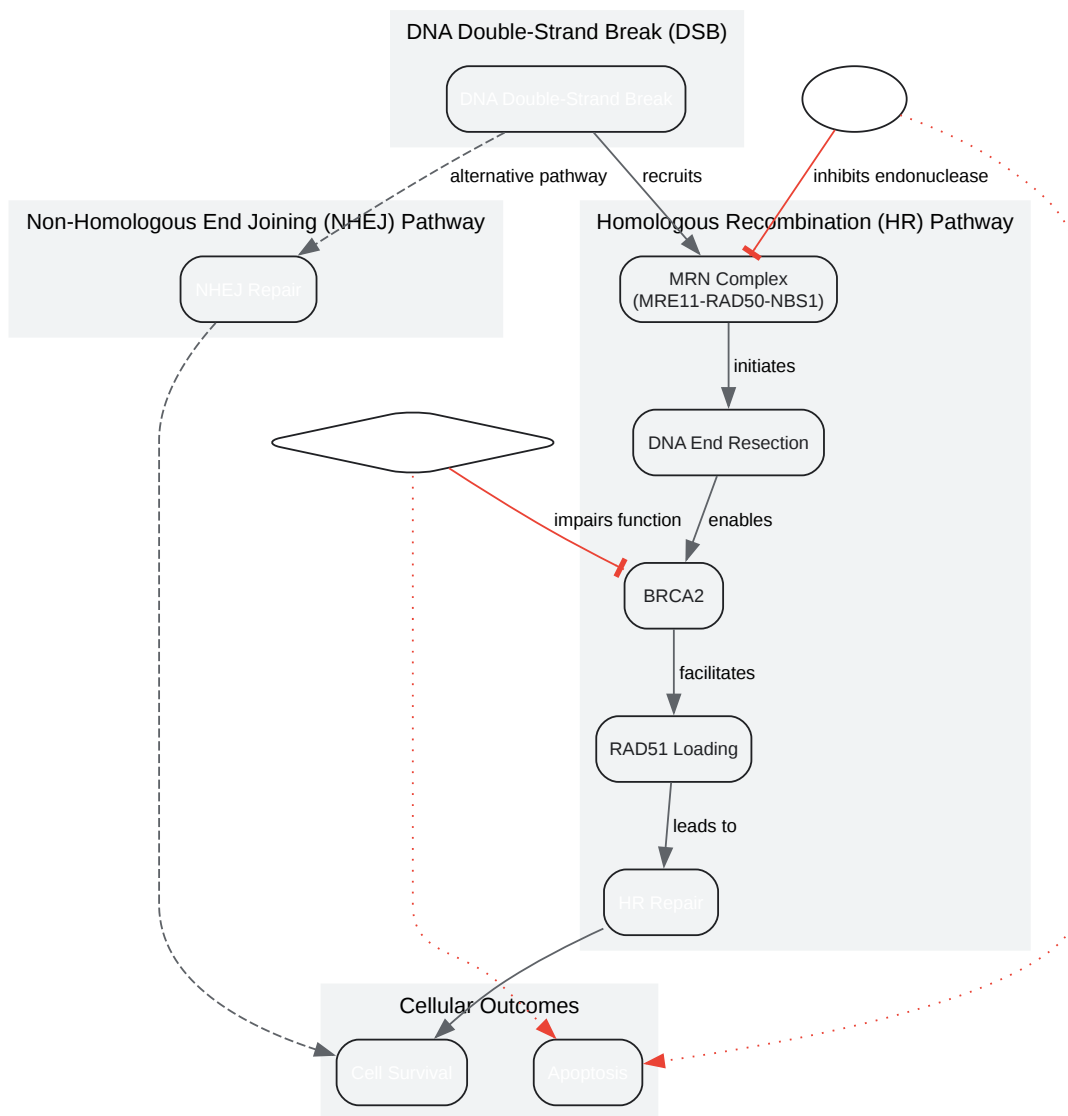 DNA Double-Strand Break (DSB)
DNA Double-Strand Break
alternative pathway
recruits
inhibits endonuclease
Non-Homologous End Joining (NHEJ) Pathway
Homologous Recombination (HR) Pathway
NHEJ Repair
MRN Complex
(MRE11-RAD50-NBS1)
initiates
DNA End Resection
impairs function
enables
BRCA2
facilitates
RAD51 Loading
leads to
HR Repair
Cellular Outcomes
Cell Survival
Apoptosis